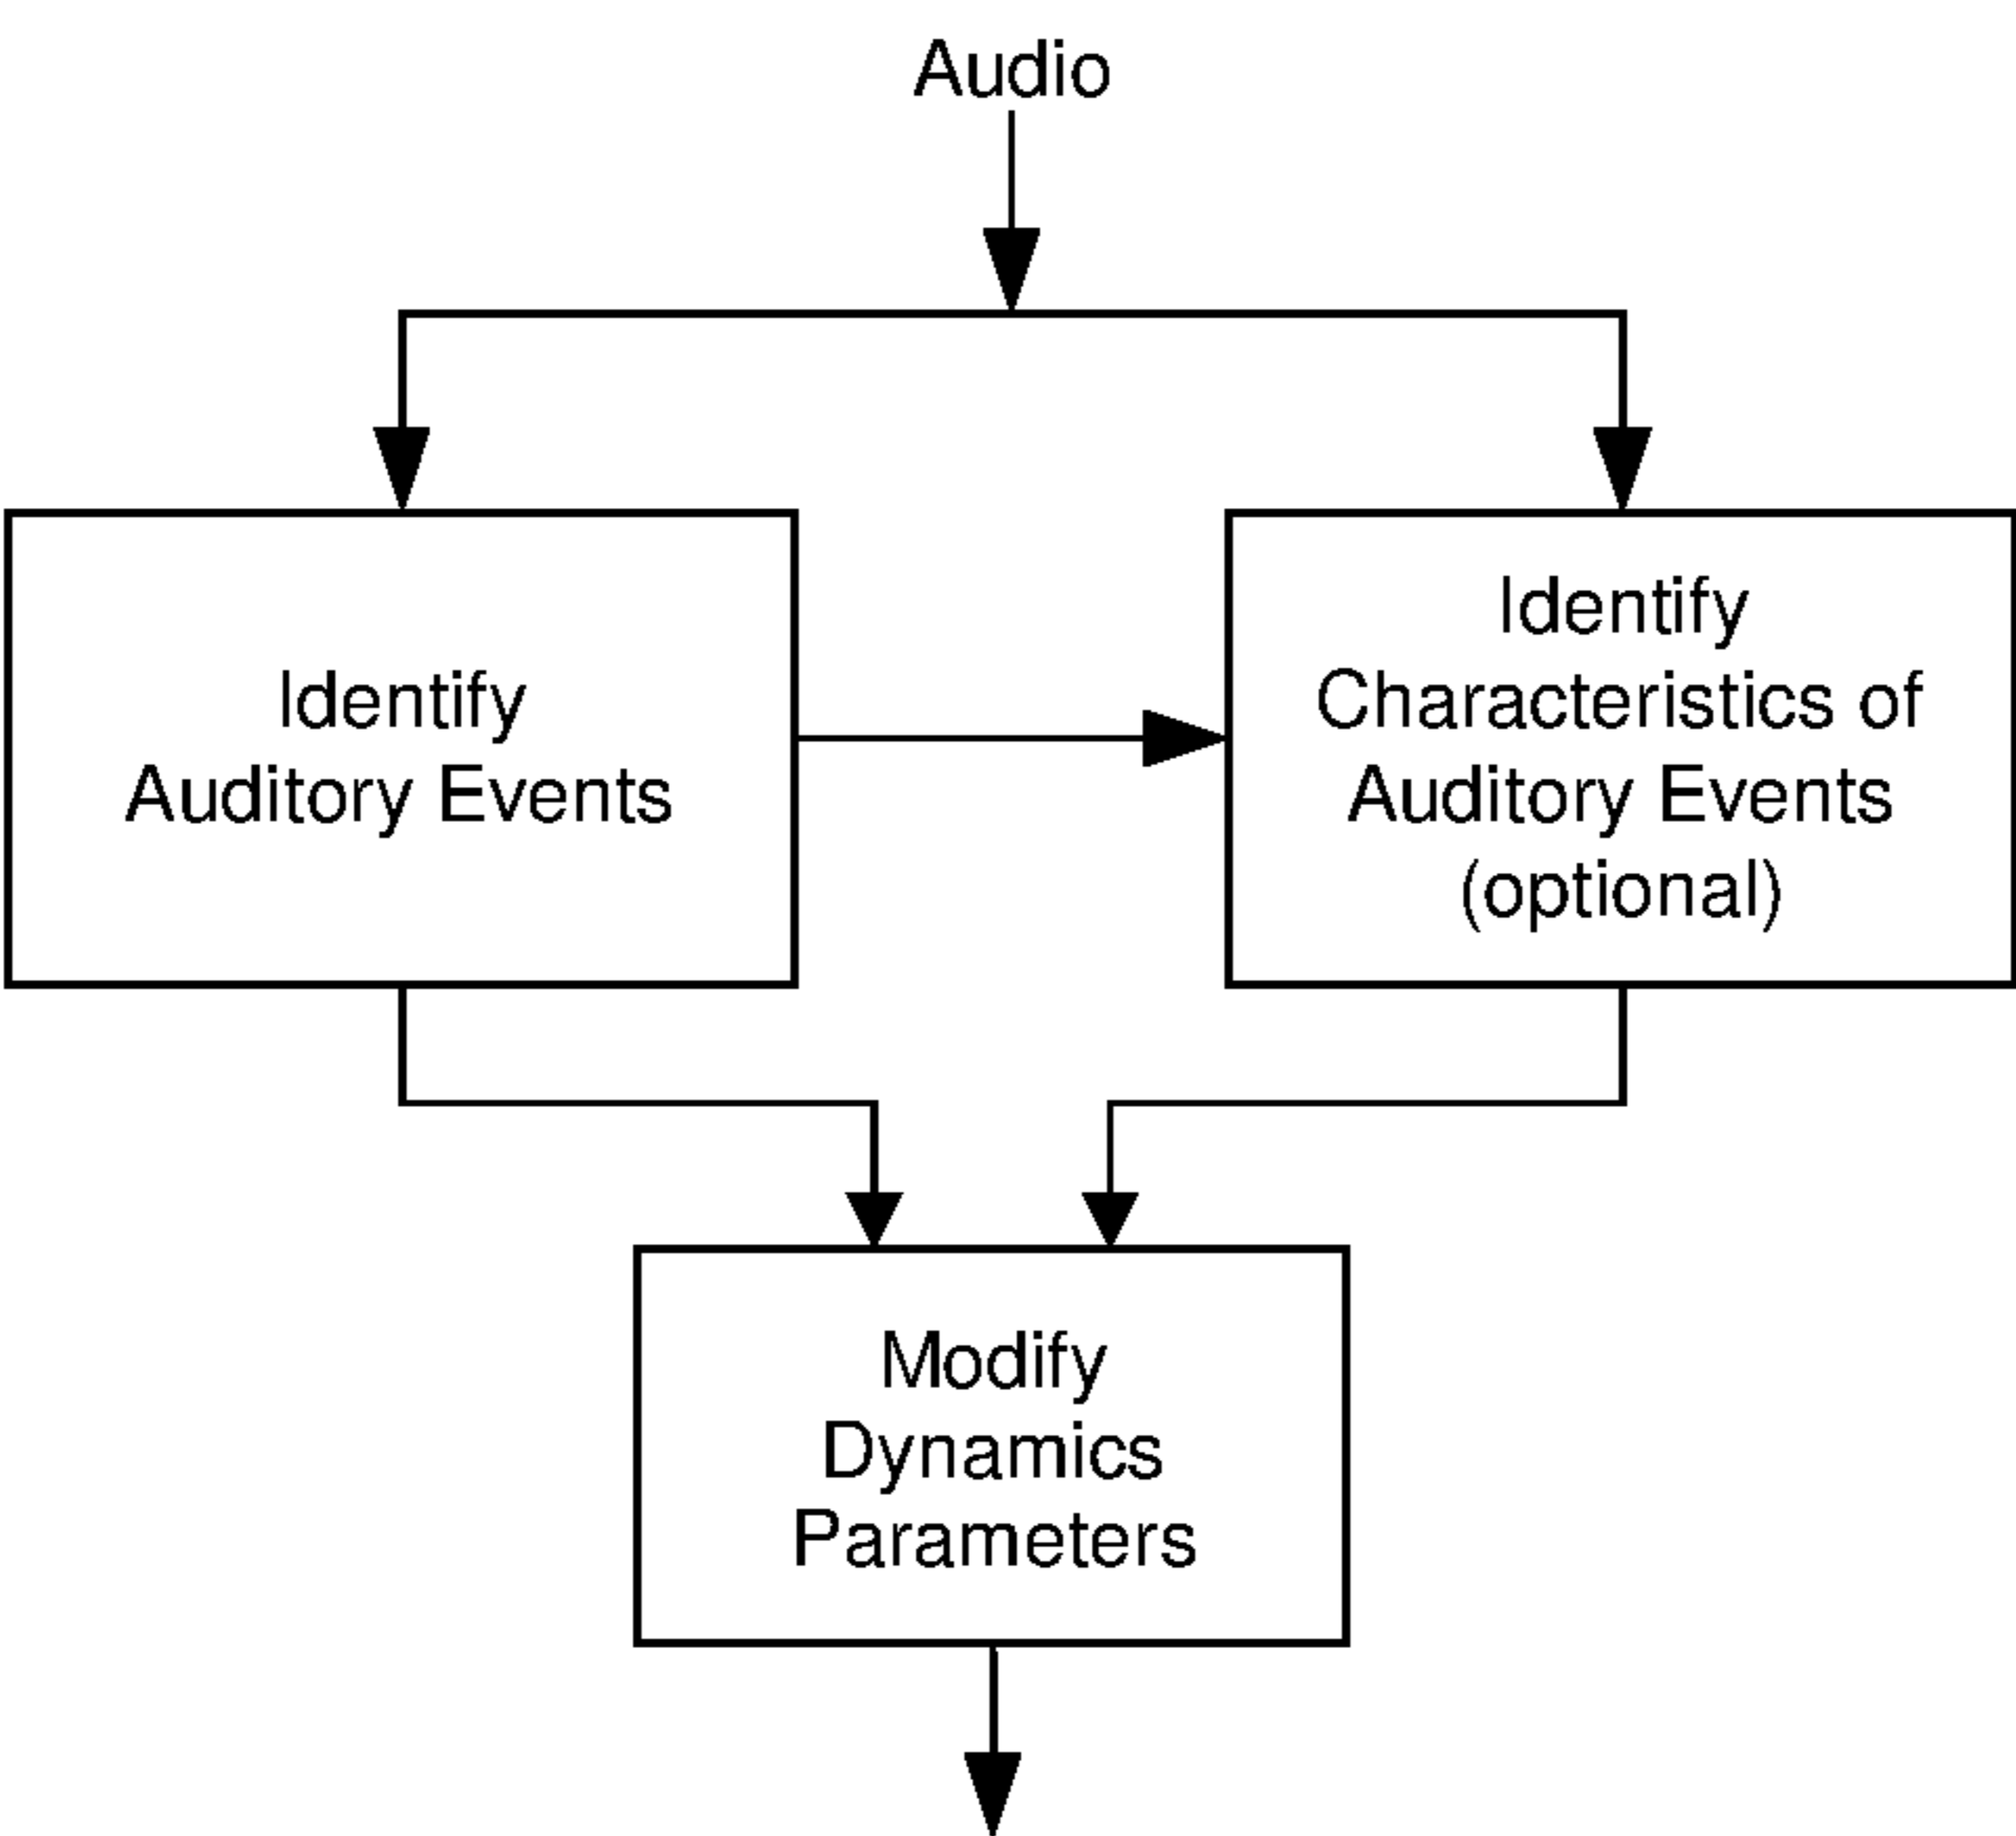 Audio
Identify
Auditory Events
Identify
Characteristics of
Auditory Events
(optional)
Modify
Dynamics
Parameters